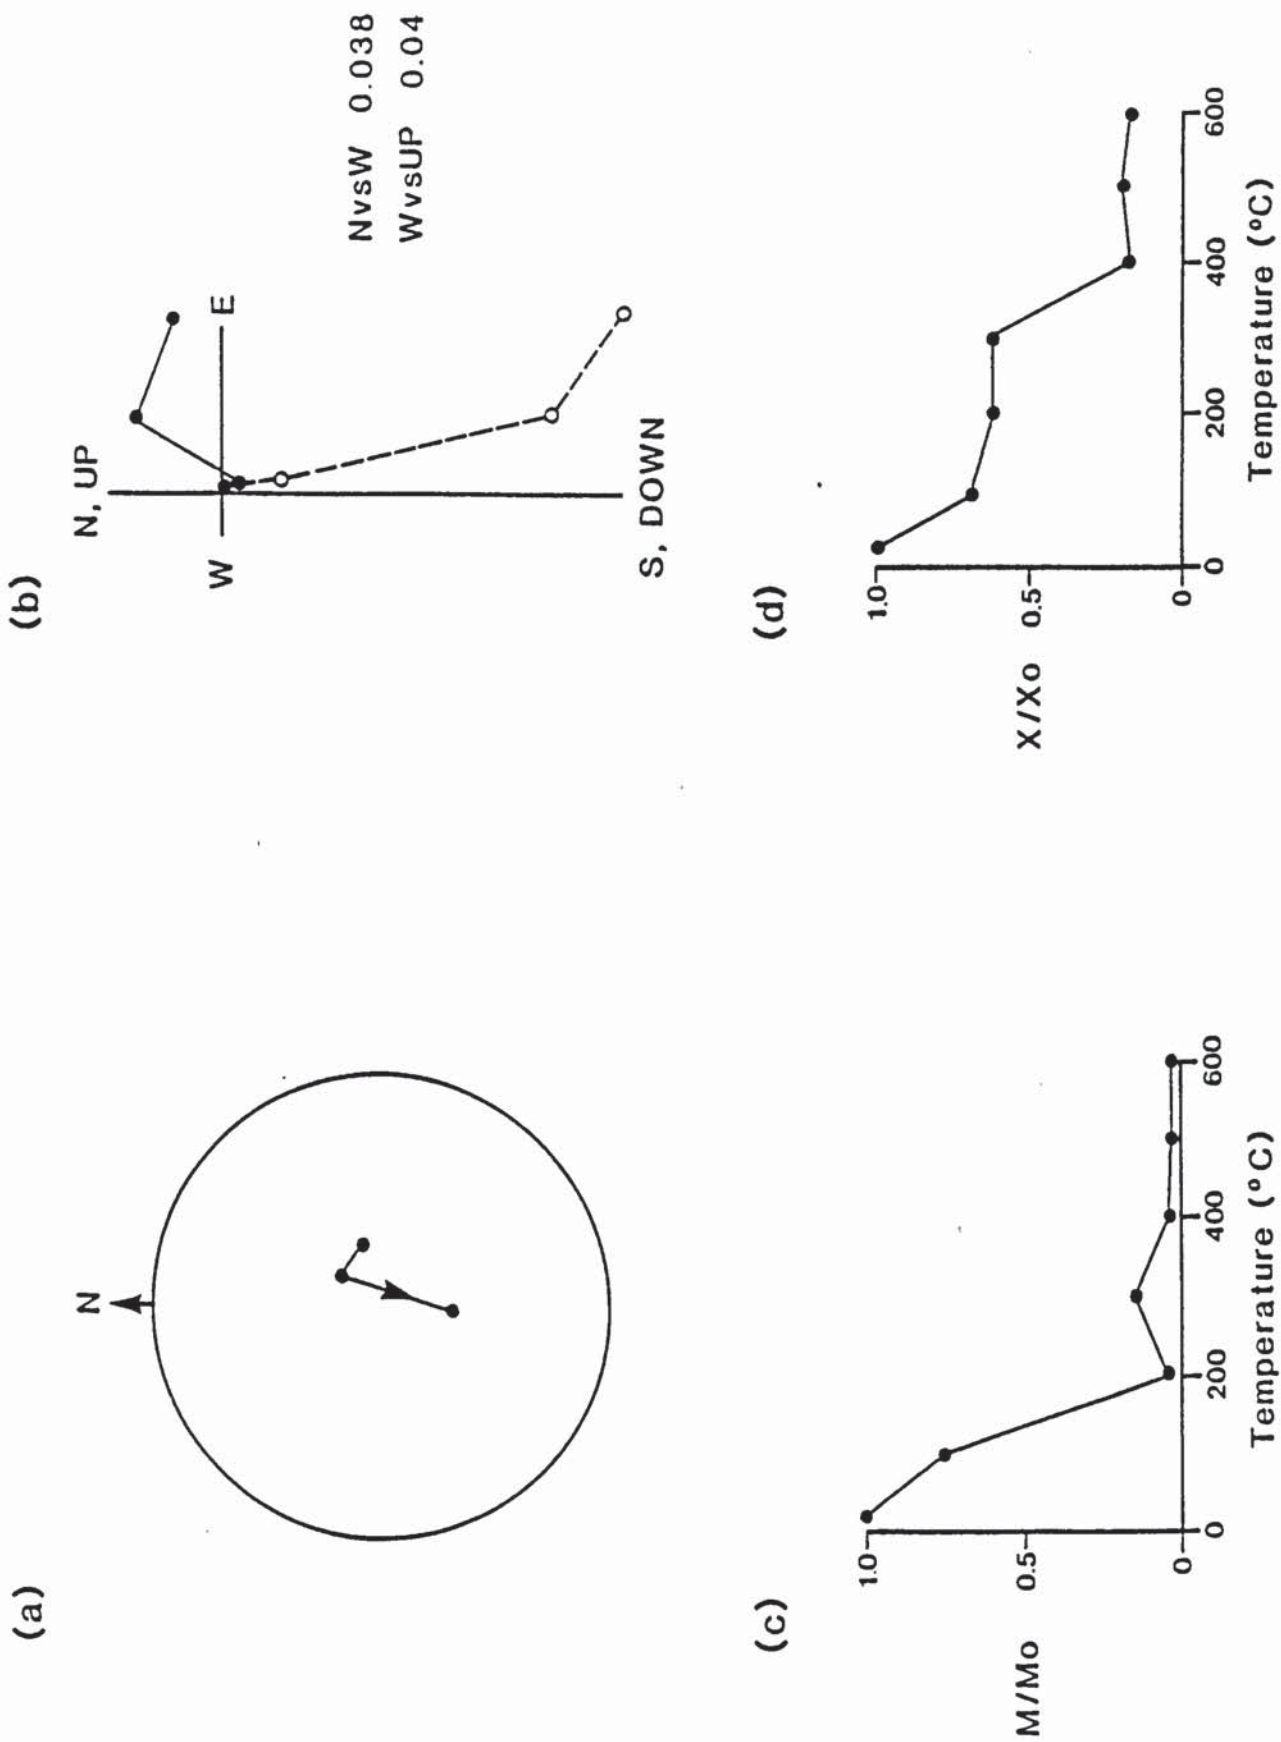 (a)
N
(b)
N, UP
W
E
S, DOWN
NvsW 0.038
WvsUP 0.04
(c)
M/Mo
1.0
0.5
0
0
200
400
600
Temperature (°C)
(d)
X/Xo
1.0
0.5
0
0
200
400
600
Temperature (°C)